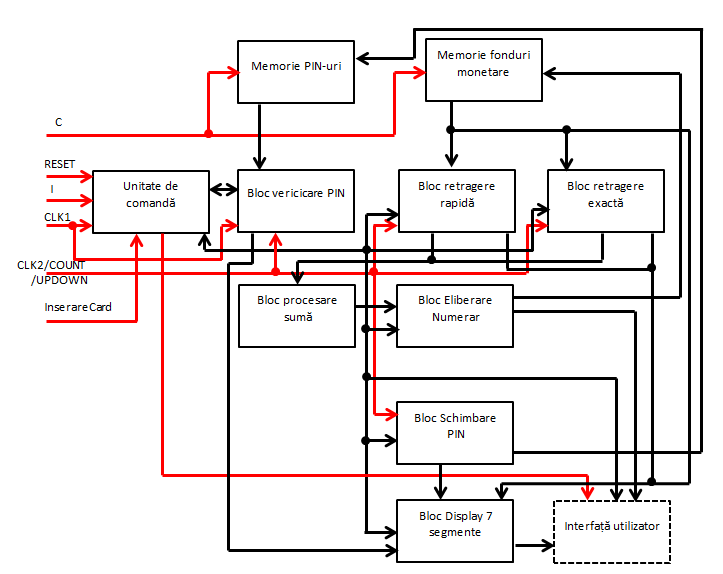 Memorie PIN-uri
Memorie fonduri
monetare
C
RESET
I
CLK1
Unitate de
comandă
Bloc vericicare PIN
Bloc retragere
rapidă
Bloc retragere
exactă
CLK2/COUNT
/UPDOWN
InserareCard
Bloc procesare
sumă
Bloc Eliberare
Numerar
Bloc Schimbare
PIN
Bloc Display 7
segmente
Interfață utilizator